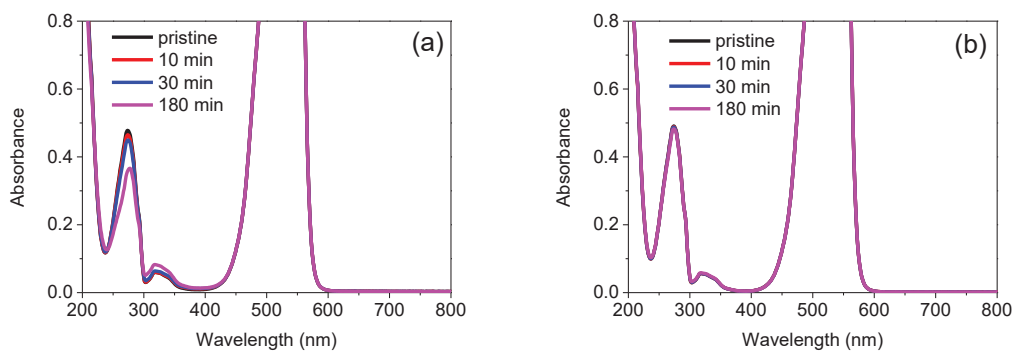 (a)
pristine
10 min
30 min
180 min
0.8
0.6
0.4
0.2
0.0
Absorbance
200 300 400 500 600 700 800
Wavelength (nm)
(b)
pristine
10 min
30 min
180 min
0.8
0.6
0.4
0.2
0.0
Absorbance
200 300 400 500 600 700 800
Wavelength (nm)